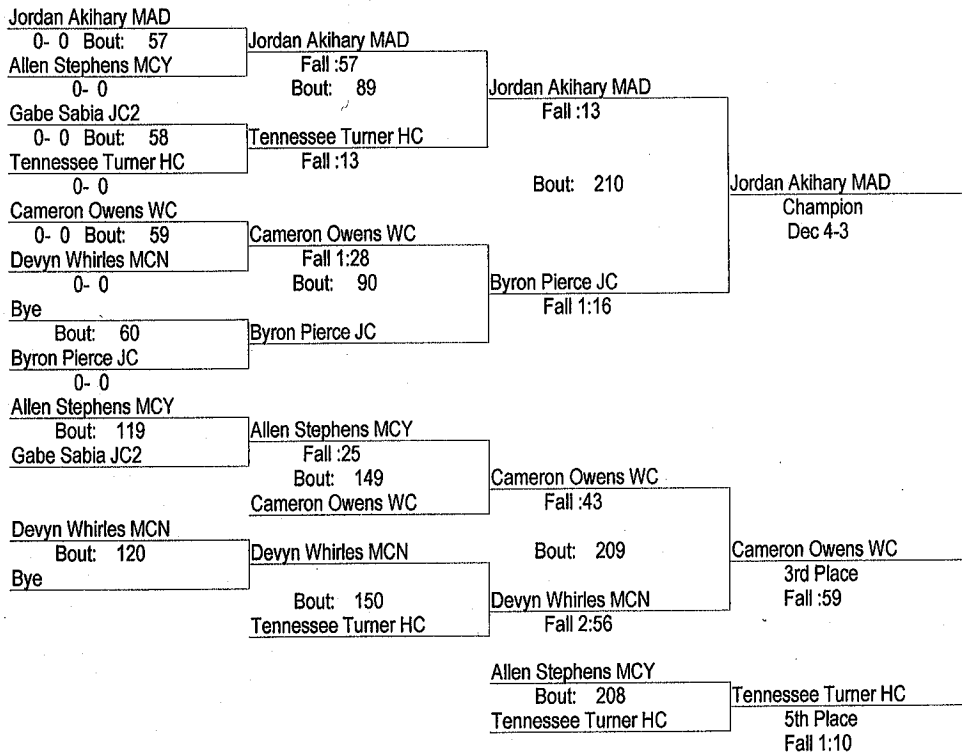 Jordan Akihary MAD
0- 0 Bout: 57
Allen Stephens MCY
0- 0
Gabe Sabia JC2
0- 0 Bout: 58
Tennessee Turner HC
0- 0
Cameron Owens WC
0- 0 Bout: 59
Devyn Whirles MCN
0- 0
Bye
Bout: 60
Byron Pierce JC
0- 0
Jordan Akihary MAD
Fall :57
Bout: 89
Tennessee Turner HC
Fall :13
Cameron Owens WC
Fall 1:28
Bout: 90
Byron Pierce JC
Jordan Akihary MAD
Fall :13
Bout: 210
Byron Pierce JC
Fall 1:16
Jordan Akihary MAD
Champion
Dec 4-3
Allen Stephens MCY
Bout: 119
Gabe Sabia JC2
Devyn Whirles MCN
Bout: 120
Bye
Allen Stephens MCY
Fall :25
Bout: 149
Cameron Owens WC
Devyn Whirles MCN
Bout: 150
Tennessee Turner HC
Cameron Owens WC
Fall :43
Bout: 209
Devyn Whirles MCN
Fall 2:56
Cameron Owens WC
3rd Place
Fall :59
Allen Stephens MCY
Bout: 208
Tennessee Turner HC
Tennessee Turner HC
5th Place
Fall 1:10